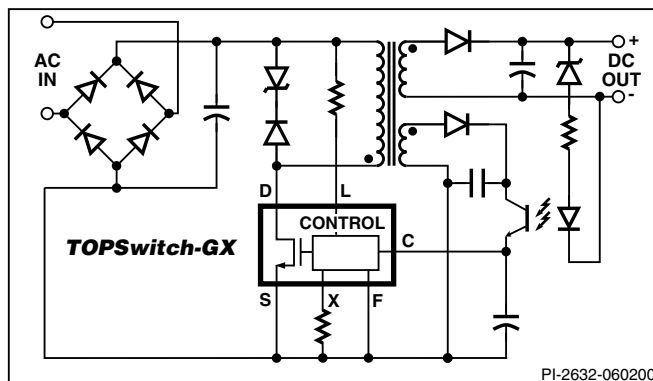 AC
IN
+
DC
OUT
-
D
L
CONTROL
C
TOPSwitch-GX
S
X
F
PI-2632-060200